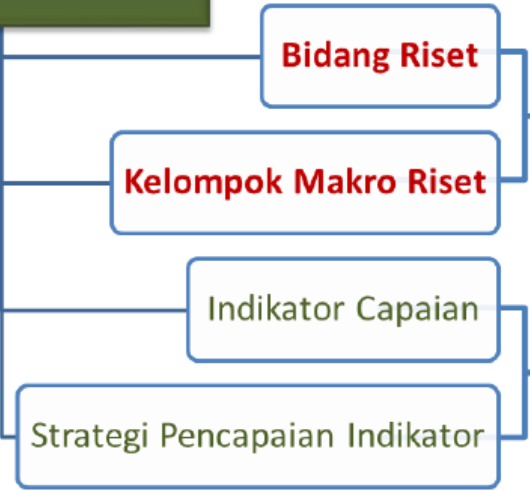 Bidang Riset
Kelompok Makro Riset
Indikator Capaian
Strategi Pencapaian Indikator